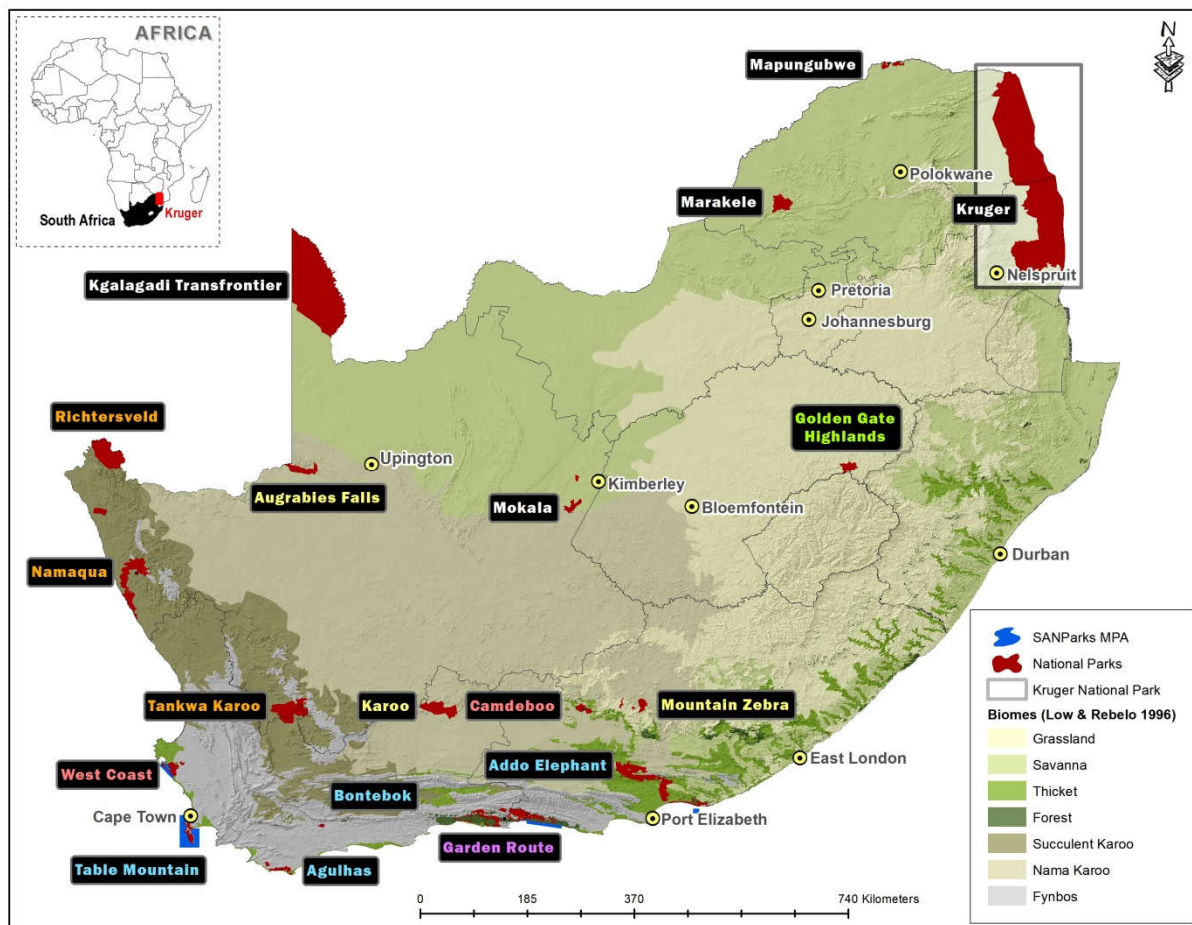 AFRICA
South Africa
Kruger
N
Mapungubwe
Polokwane
Marakele
Kruger
Kgalagadi Transfrontier
Nelspruit
Pretoria
Johannesburg
Richtersveld
Golden Gate
Highlands
Upington
Augrabies Falls
Kimberley
Mokala
Bloemfontein
Durban
Namaqua
Tankwa Karoo
Karoo
Camdeboo
Mountain Zebra
West Coast
Addo Elephant
East London
Bontebok
Cape Town
Port Elizabeth
Garden Route
Table Mountain
Agulhas
0 185 370 740 Kilometers
SANParks MPA
National Parks
Kruger National Park
Biomes (Low & Rebelo 1996)
Grassland
Savanna
Thicket
Forest
Succulent Karoo
Nama Karoo
Fynbos